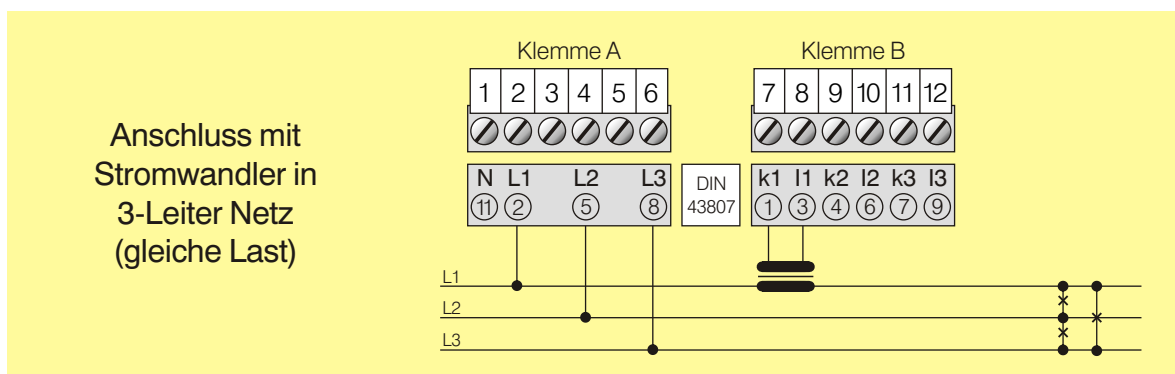 Anschluss mit
Stromwandler in
3-Leiter Netz
(gleiche Last)
Klemme A
1 2 3 4 5 6
N L1 L2 L3
11 2 5 8
DIN
43807
Klemme B
7 8 9 10 11 12
k1 l1 k2 l2 k3 l3
1 3 4 6 7 9
L1
L2
L3